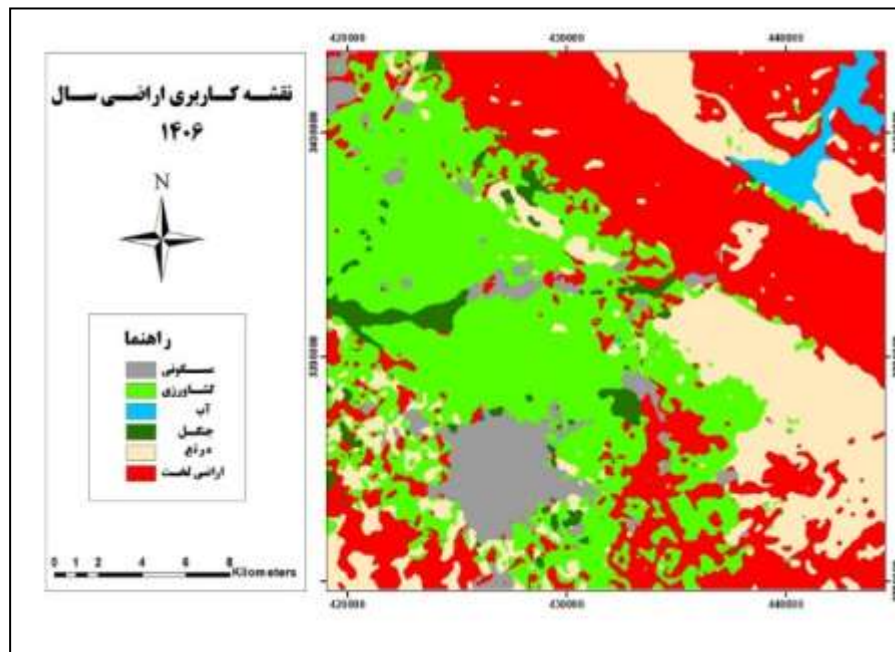 نقشه کاربری اراضی سال
۱۴۰۶
N
راهنما
مسکونی
کشاورزی
آب
جنگل
مرتع
اراضی لخت
0 1 2 4 6 8
Kilometers
420000 430000 440000
420000 430000 440000